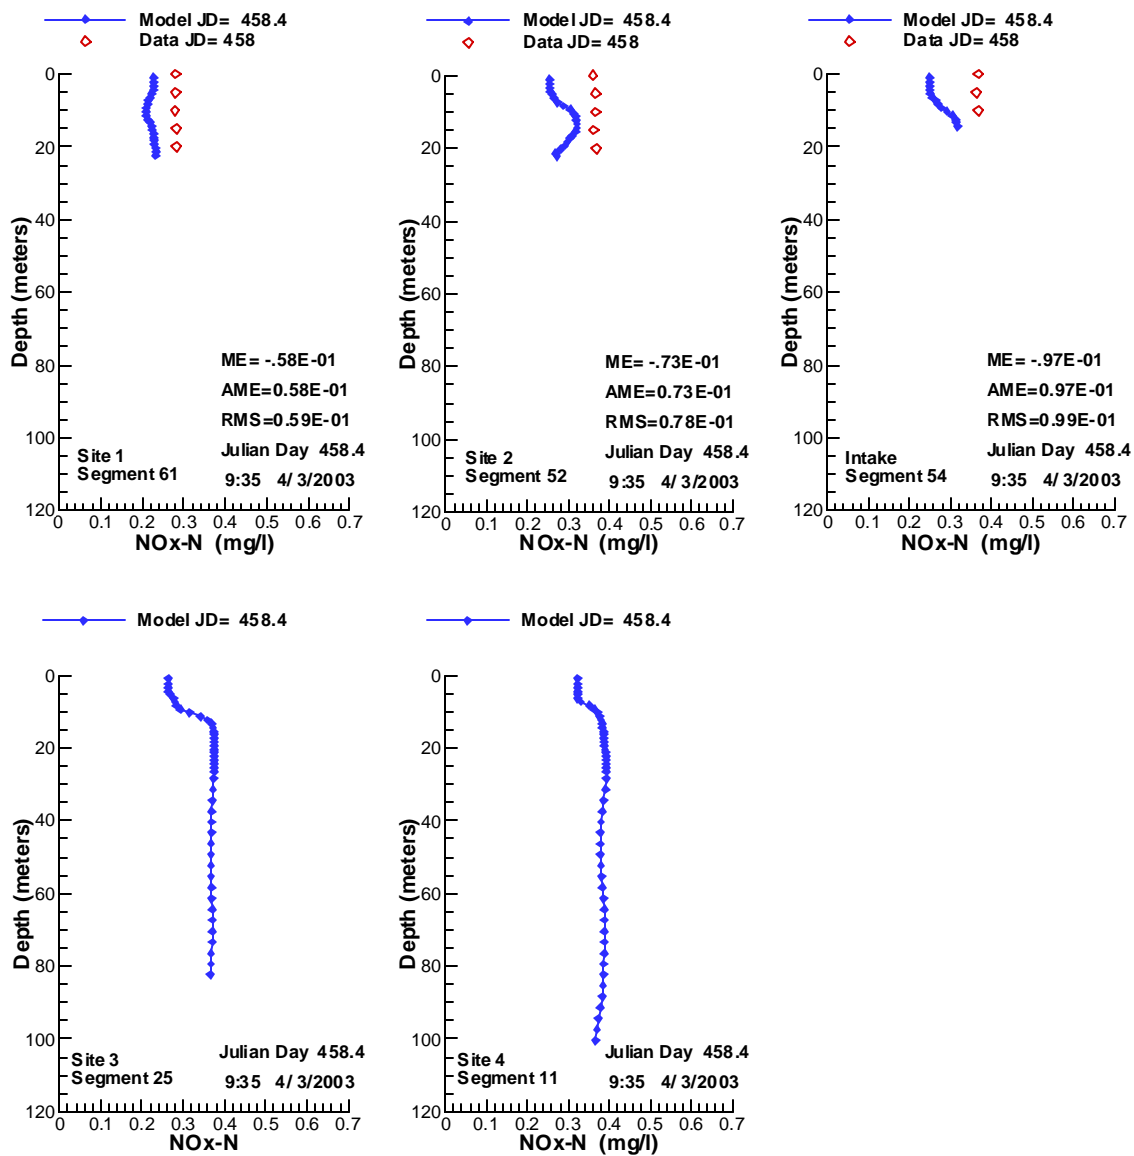 Model JD= 458.4
Data JD= 458
0
20
40
60
80
100
120
Depth (meters)
ME= -.58E-01
AME=0.58E-01
RMS=0.59E-01
Julian Day 458.4
9:35 4/ 3/2003
Site 1
Segment 61
0 0.1 0.2 0.3 0.4 0.5 0.6 0.7
NOx-N (mg/l)
Model JD= 458.4
Data JD= 458
0
20
40
60
80
100
120
Depth (meters)
ME= -.73E-01
AME=0.73E-01
RMS=0.78E-01
Julian Day 458.4
9:35 4/ 3/2003
Site 2
Segment 52
0 0.1 0.2 0.3 0.4 0.5 0.6 0.7
NOx-N (mg/l)
Model JD= 458.4
Data JD= 458
0
20
40
60
80
100
120
Depth (meters)
ME= -.97E-01
AME=0.97E-01
RMS=0.99E-01
Julian Day 458.4
9:35 4/ 3/2003
Intake
Segment 54
0 0.1 0.2 0.3 0.4 0.5 0.6 0.7
NOx-N (mg/l)
Model JD= 458.4
0
20
40
60
80
100
120
Depth (meters)
Julian Day 458.4
9:35 4/ 3/2003
Site 3
Segment 25
0 0.1 0.2 0.3 0.4 0.5 0.6 0.7
NOx-N
Model JD= 458.4
0
20
40
60
80
100
120
Depth (meters)
Julian Day 458.4
9:35 4/ 3/2003
Site 4
Segment 11
0 0.1 0.2 0.3 0.4 0.5 0.6 0.7
NOx-N (mg/l)